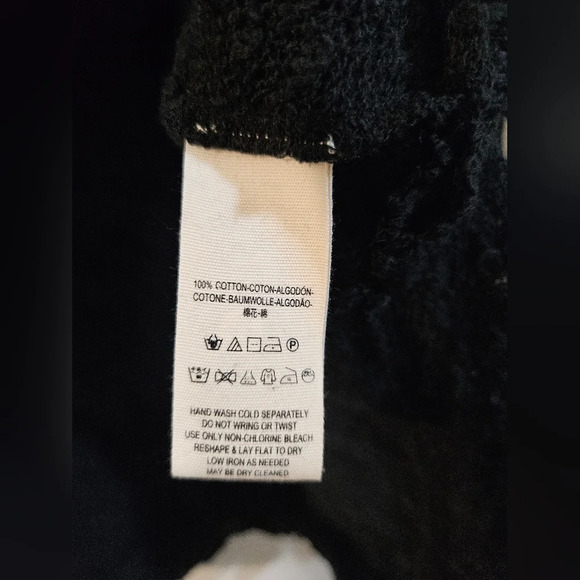 100% COTTON-COTON-ALGODÓN-
COTONE-BAUMWOLLE-ALGODÃO-
棉花-綿
P
HAND WASH COLD SEPARATELY
DO NOT WRING OR TWIST
USE ONLY NON-CHLORINE BLEACH
RESHAPE & LAY FLAT TO DRY
LOW IRON AS NEEDED
MAY BE DRY CLEANED